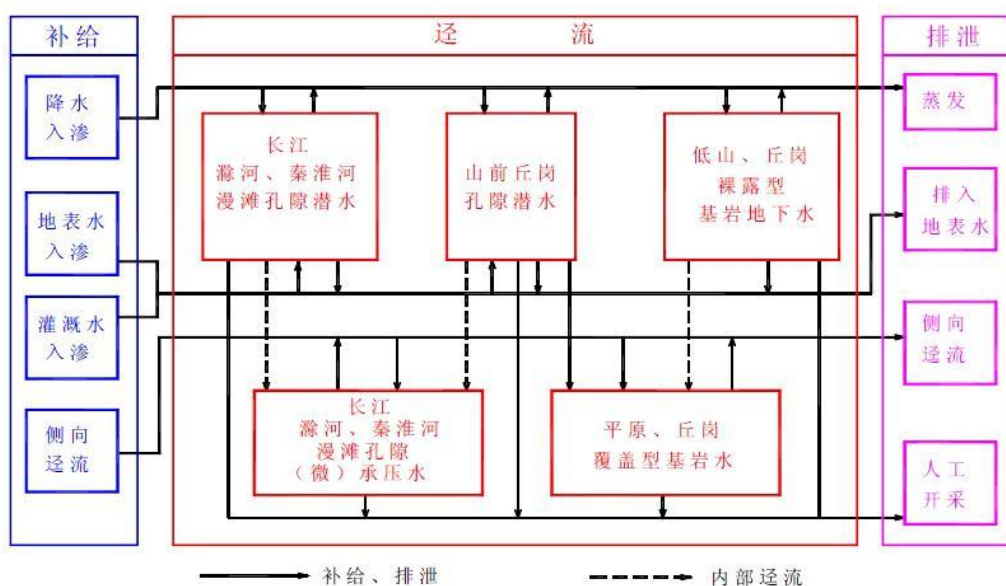 补给
迳流
排泄
降水
入渗
地表水
入渗
灌溉水
入渗
侧向
迳流
长江
滁河、秦淮河
漫滩孔隙潜水
山前丘岗
孔隙潜水
低山、丘岗
裸露型
基岩地下水
长江
滁河、秦淮河
漫滩孔隙
（微）承压水
平原、丘岗
覆盖型基岩水
蒸发
排入
地表水
侧向
迳流
人工
开采
补给、排泄
内部迳流